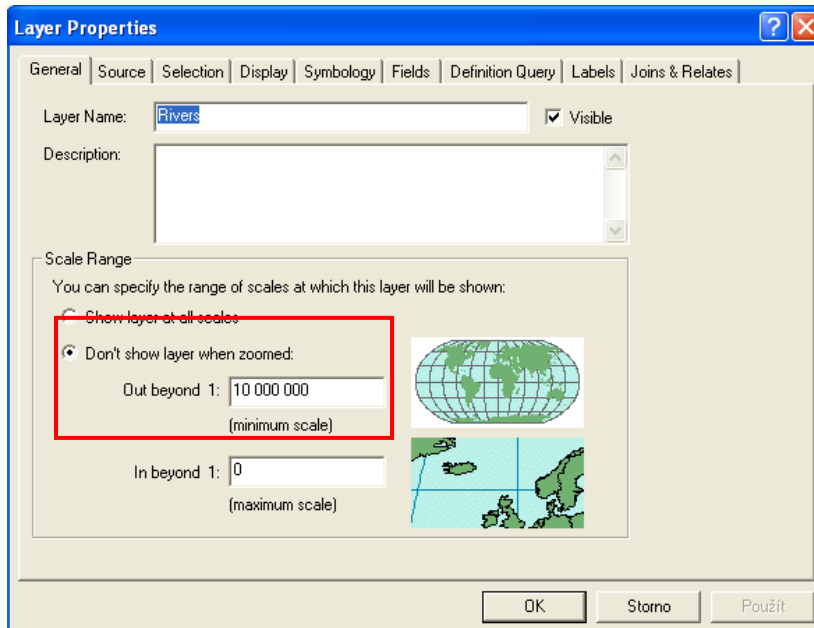 Layer Properties
General Source Selection Display Symbology Fields Definition Query Labels Joins & Relates
Layer Name: Rivers Visible
Description:
Scale Range
You can specify the range of scales at which this layer will be shown:
Show layer at all scales
Don't show layer when zoomed:
Out beyond 1: 10 000 000
(minimum scale)
In beyond 1: 0
(maximum scale)
OK Storno Použít